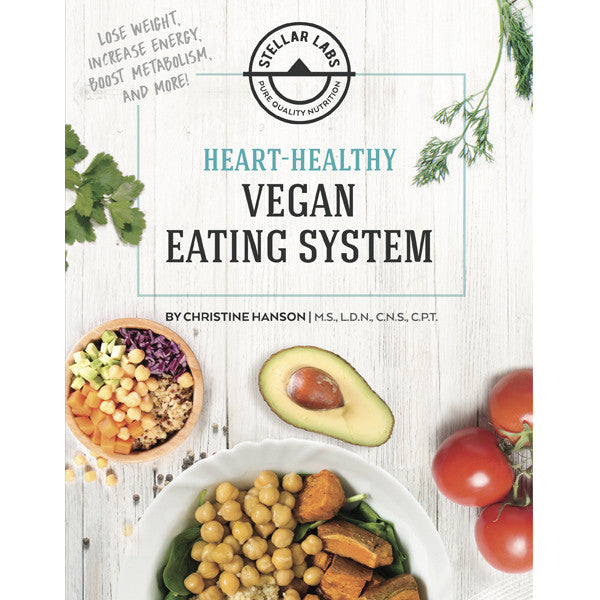 LOSE WEIGHT,
INCREASE ENERGY,
BOOST METABOLISM,
AND MORE!
STELLAR LABS
PURE QUALITY NUTRITION
HEART-HEALTHY
VEGAN
EATING SYSTEM
BY CHRISTINE HANSON | M.S., L.D.N., C.N.S., C.P.T.